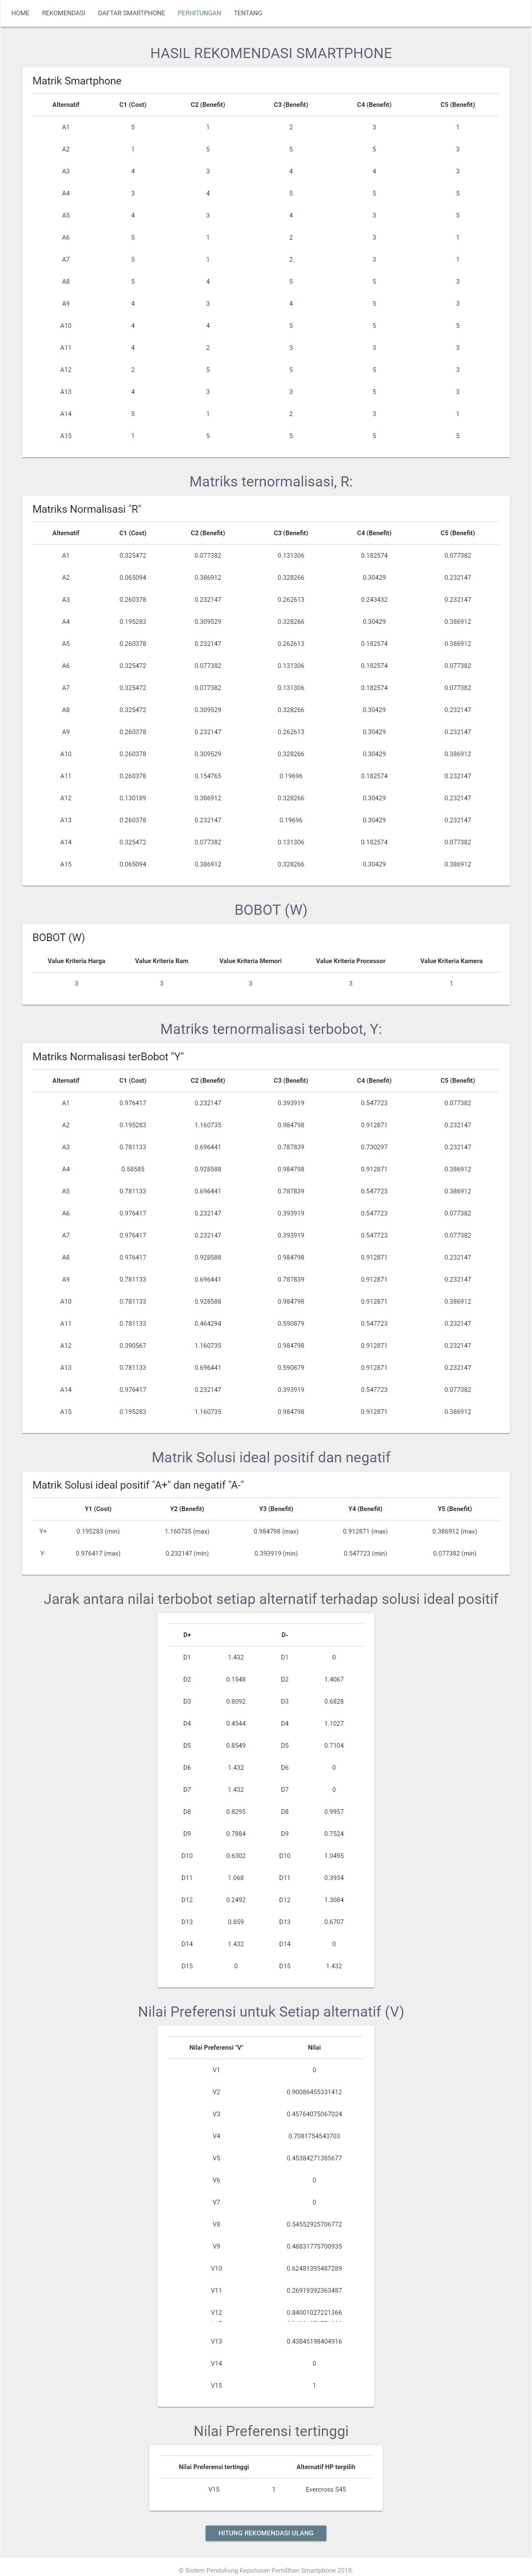 HOME REKOMENDASI DAFTAR SMARTPHONE PERHITUNGAN TENTANG
HASIL REKOMENDASI SMARTPHONE
Matrik Smartphone
Alternatif C1 (Cost) C2 (Benefit) C3 (Benefit) C4 (Benefit) C5 (Benefit)
A1 5 1 2 3 1
A2 1 5 5 5 3
A3 4 3 4 4 3
A4 3 4 5 5 5
A5 4 3 4 3 5
A6 5 1 2 3 1
A7 5 1 2 3 1
A8 5 4 5 5 3
A9 4 3 4 5 3
A10 4 4 5 5 5
A11 4 2 3 3 3
A12 2 5 5 5 3
A13 4 3 3 5 3
A14 5 1 2 3 1
A15 1 5 5 5 5
Matriks ternormalisasi, R:
Matriks Normalisasi "R"
Alternatif C1 (Cost) C2 (Benefit) C3 (Benefit) C4 (Benefit) C5 (Benefit)
A1 0.325472 0.077382 0.131306 0.182574 0.077382
A2 0.065094 0.386912 0.328266 0.30429 0.232147
A3 0.260378 0.232147 0.262613 0.243432 0.232147
A4 0.195283 0.309529 0.328266 0.30429 0.386912
A5 0.260378 0.232147 0.262613 0.182574 0.386912
A6 0.325472 0.077382 0.131306 0.182574 0.077382
A7 0.325472 0.077382 0.131306 0.182574 0.077382
A8 0.325472 0.309529 0.328266 0.30429 0.232147
A9 0.260378 0.232147 0.262613 0.30429 0.232147
A10 0.260378 0.309529 0.328266 0.30429 0.386912
A11 0.260378 0.154765 0.19696 0.182574 0.232147
A12 0.130189 0.386912 0.328266 0.30429 0.232147
A13 0.260378 0.232147 0.19696 0.30429 0.232147
A14 0.325472 0.077382 0.131306 0.182574 0.077382
A15 0.065094 0.386912 0.328266 0.30429 0.386912
BOBOT (W)
BOBOT (W)
Value Kriteria Harga Value Kriteria Ram Value Kriteria Memori Value Kriteria Processor Value Kriteria Kamera
3 3 3 3 1
Matriks ternormalisasi terbobot, Y:
Matriks Normalisasi terBobot "Y"
Alternatif C1 (Cost) C2 (Benefit) C3 (Benefit) C4 (Benefit) C5 (Benefit)
A1 0.976417 0.232147 0.393919 0.547723 0.077382
A2 0.195283 1.160735 0.984798 0.912871 0.232147
A3 0.781133 0.696441 0.787839 0.730297 0.232147
A4 0.58585 0.928588 0.984798 0.912871 0.386912
A5 0.781133 0.696441 0.787839 0.547723 0.386912
A6 0.976417 0.232147 0.393919 0.547723 0.077382
A7 0.976417 0.232147 0.393919 0.547723 0.077382
A8 0.976417 0.928588 0.984798 0.912871 0.232147
A9 0.781133 0.696441 0.787839 0.912871 0.232147
A10 0.781133 0.928588 0.984798 0.912871 0.386912
A11 0.781133 0.464294 0.590879 0.547723 0.232147
A12 0.390567 1.160735 0.984798 0.912871 0.232147
A13 0.781133 0.696441 0.590879 0.912871 0.232147
A14 0.976417 0.232147 0.393919 0.547723 0.077382
A15 0.195283 1.160735 0.984798 0.912871 0.386912
Matrik Solusi ideal positif dan negatif
Matrik Solusi ideal positif "A+" dan negatif "A-"
Y1 (Cost) Y2 (Benefit) Y3 (Benefit) Y4 (Benefit) Y5 (Benefit)
Y+ 0.195283 (min) 1.160735 (max) 0.984798 (max) 0.912871 (max) 0.386912 (max)
Y- 0.976417 (max) 0.232147 (min) 0.393919 (min) 0.547723 (min) 0.077382 (min)
Jarak antara nilai terbobot setiap alternatif terhadap solusi ideal positif
D+ D-
D1 1.432 D1 0
D2 0.1548 D2 1.4067
D3 0.8092 D3 0.6828
D4 0.4544 D4 1.1027
D5 0.8549 D5 0.7104
D6 1.432 D6 0
D7 1.432 D7 0
D8 0.8295 D8 0.9957
D9 0.7884 D9 0.7524
D10 0.6302 D10 1.0495
D11 1.068 D11 0.3934
D12 0.2492 D12 1.3084
D13 0.859 D13 0.6707
D14 1.432 D14 0
D15 0 D15 1.432
Nilai Preferensi untuk Setiap alternatif (V)
Nilai Preferensi "V" Nilai
V1 0
V2 0.90086455331412
V3 0.45764075067024
V4 0.7081754543703
V5 0.45384271385677
V6 0
V7 0
V8 0.54552925706772
V9 0.48831775700935
V10 0.62481395487289
V11 0.26919392363487
V12 0.84001027221366
V13 0.43845198404916
V14 0
V15 1
Nilai Preferensi tertinggi
Nilai Preferensi tertinggi Alternatif HP terpilih
V15 1 Evercross S45
HITUNG REKOMENDASI ULANG
© Sistem Pendukung Keputusan Pemilihan Smartphone 2018.